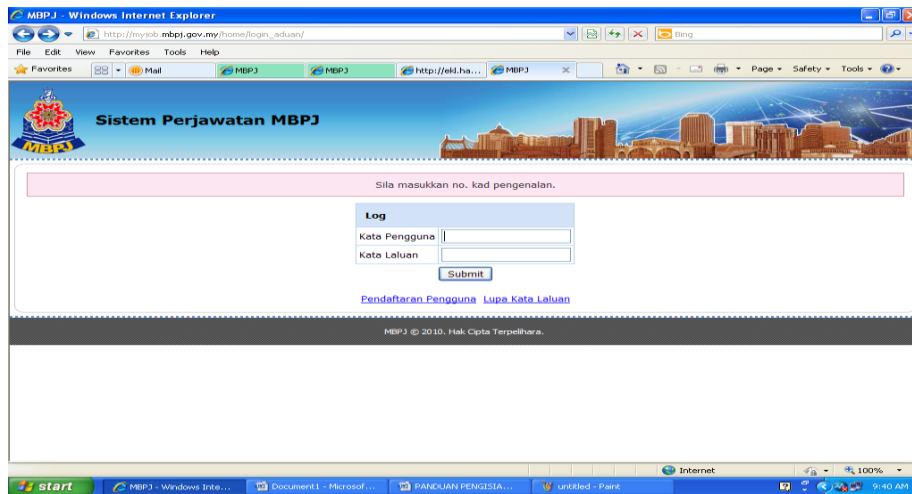 MBPJ - Windows Internet Explorer
http://myjob.mbpj.gov.my/home/login_aduan/
Bing
File Edit View Favorites Tools Help
Favorites Mail MBPJ MBPJ http://ekl.ha... MBPJ Page Safety Tools
Sistem Perjawatan MBPJ
MBPJ
Sila masukkan no. kad pengenalan.
Log
Kata Pengguna
Kata Laluan
Submit
Pendaftaran Pengguna Lupa Kata Laluan
MBPJ © 2010. Hak Cipta Terpelihara.
Internet 100%
start MBPJ - Windows Inte... Document1 - Microsof... PANDUAN PENGISIA... untitled - Paint 9:40 AM